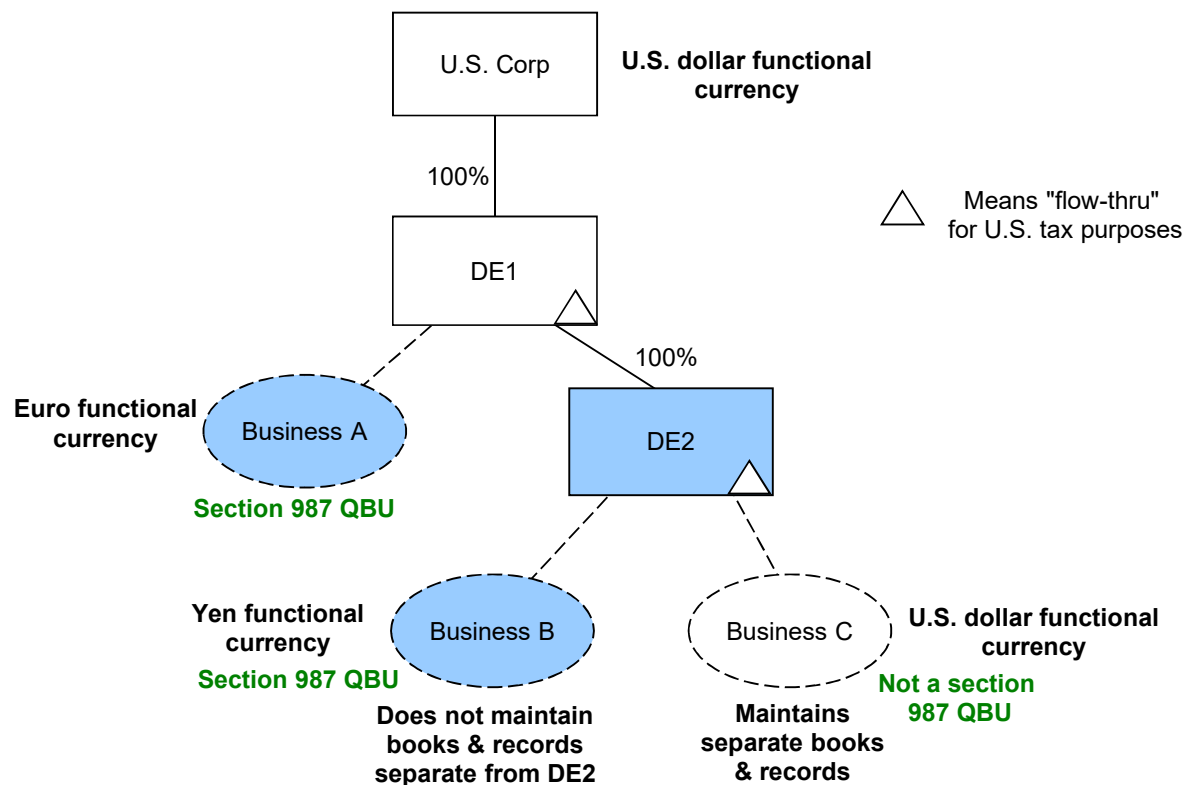 U.S. Corp
U.S. dollar functional
currency
100%
Means "flow-thru"
for U.S. tax purposes
DE1
100%
Euro functional
currency
Business A
DE2
Section 987 QBU
Yen functional
currency
Business B
Business C
U.S. dollar functional
currency
Section 987 QBU
Not a section
987 QBU
Does not maintain
books & records
separate from DE2
Maintains
separate books
& records